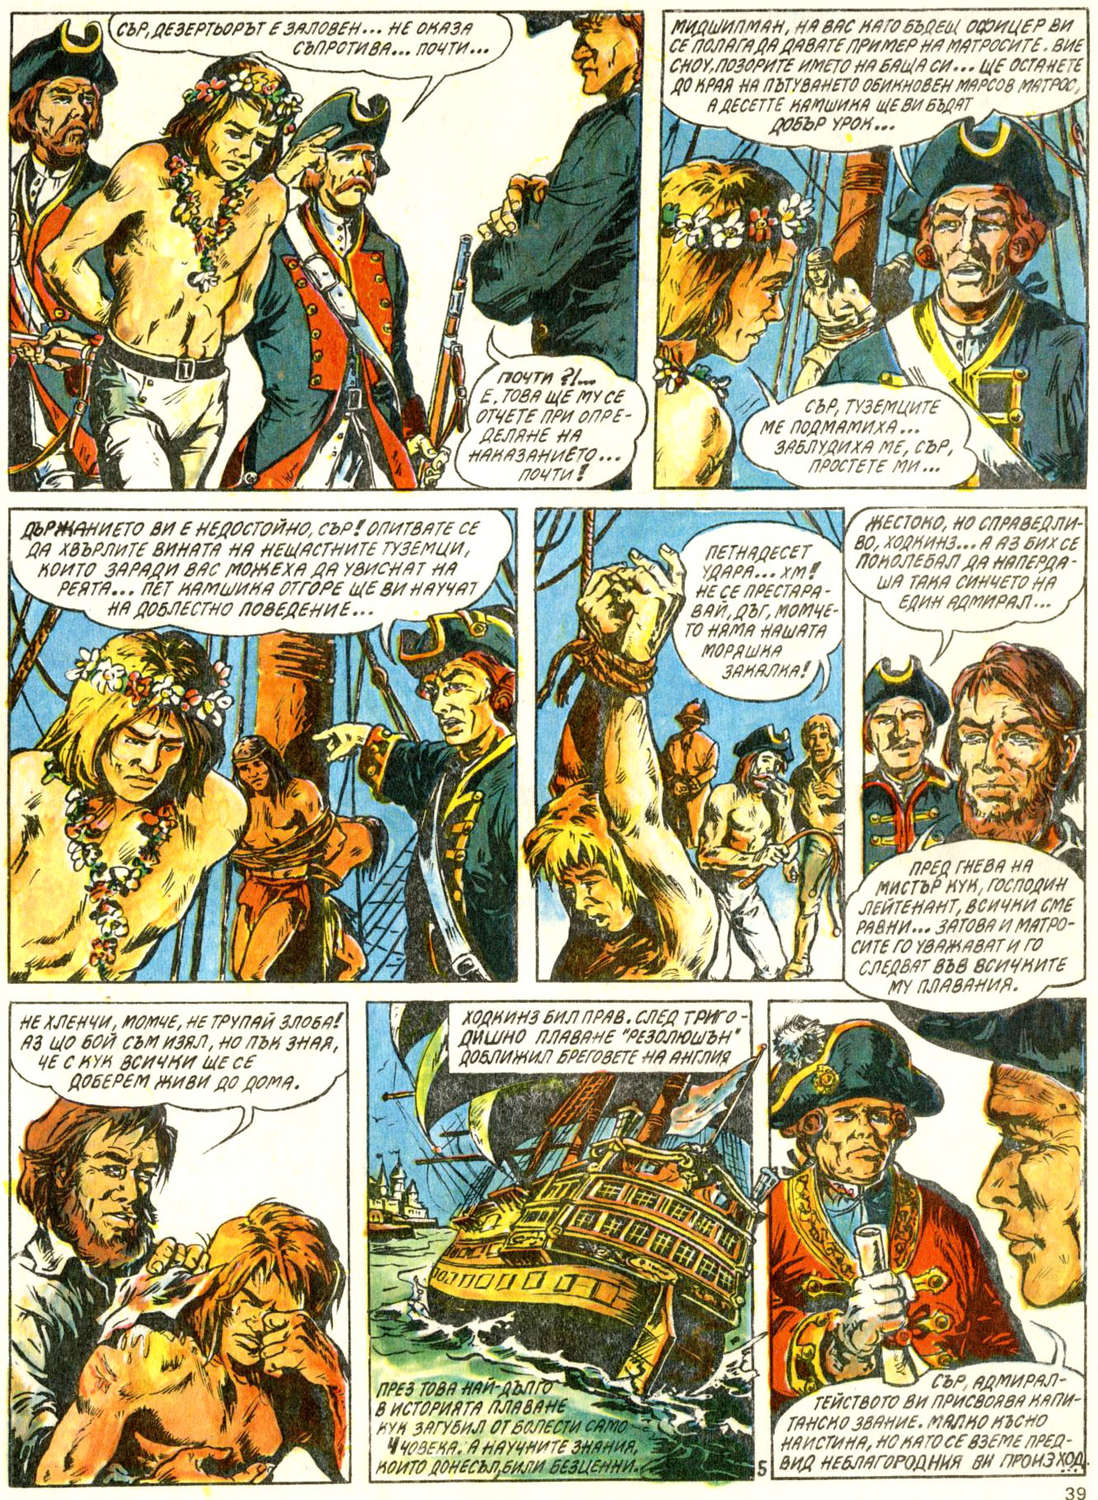 СЪР, ДЕЗЕРТЬОРЪТ Е ЗАЛОВЕН... НЕ ОКАЗА
СЪПРОТИВА... ПОЧТИ...
ПОЧТИ ?!...
Е, ТОВА ЩЕ МУ СЕ
ОТЧЕТЕ ПРИ ОПРЕ-
ДЕЛЯНЕ НА
НАКАЗАНИЕТО...
ПОЧТИ!
МИДШИПМАН, НА ВАС КАТО БЪДЕЩ ОФИЦЕР ВИ
СЕ ПОЛАГА ДА ДАВАТЕ ПРИМЕР НА МАТРОСИТЕ. ВИЕ
СНОУ, ПОЗОРИТЕ ИМЕТО НА БАЩА СИ... ЩЕ ОСТАНЕТЕ
ДО КРАЯ НА ПЪТУВАНЕТО ОБИКНОВЕН МАРСОВ МАТРОС,
А ДЕСЕТТЕ КАМШИКА ЩЕ ВИ БЪДАТ
ДОБЪР УРОК...
СЪР, ТУЗЕМЦИТЕ
МЕ ПОДМАМИХА...
ЗАБЛУДИХА МЕ, СЪР,
ПРОСТЕТЕ МИ...
ДЪРЖАНИЕТО ВИ Е НЕДОСТОЙНО, СЪР! ОПИТВАТЕ СЕ
ДА ХВЪРЛИТЕ ВИНАТА НА НЕЩАСТНИТЕ ТУЗЕМЦИ,
КОИТО ЗАРАДИ ВАС МОЖЕХА ДА УВИСНАТ НА
РЕЯТА... ПЕТ КАМШИКА ОТГОРЕ ЩЕ ВИ НАУЧАТ
НА ДОБЛЕСТНО ПОВЕДЕНИЕ...
ПЕТНАДЕСЕТ
УДАРА... ХМ!
НЕ СЕ ПРЕСТАРА-
ВАЙ, ДЪГ, МОМЧЕ-
ТО НЯМА НАШАТА
МОРЯШКА
ЗАКАЛКА!
ЖЕСТОКО, НО СПРАВЕДЛИ-
ВО, ХОДКИНЗ... А АЗ БИХ СЕ
ПОКОЛЕБАЛ ДА НАПЕРДА-
ША ТАКА СИНЧЕТО НА
ЕДИН АДМИРАЛ...
ПРЕД ГНЕВА НА
МИСТЪР КУК, ГОСПОДИН
ЛЕЙТЕНАНТ, ВСИЧКИ СМЕ
РАВНИ... ЗАТОВА И МАТРО-
СИТЕ ГО УВАЖАВАТ И ГО
СЛЕДВАТ ВЪВ ВСИЧКИТЕ
МУ ПЛАВАНИЯ.
НЕ ХЛЕНЧИ, МОМЧЕ, НЕ ТРУПАЙ ЗЛОБА!
АЗ ЩО БОЙ СЪМ ИЗЯЛ, НО ПЪК ЗНАЯ,
ЧЕ С КУК ВСИЧКИ ЩЕ СЕ
ДОБЕРЕМ ЖИВИ ДО ДОМА.
ХОДКИНЗ БИЛ ПРАВ. СЛЕД ТРИГО-
ДИШНО ПЛАВАНЕ "РЕЗОЛЮШЪН"
ДОБЛИЖИЛ БРЕГОВЕТЕ НА АНГЛИЯ
ПРЕЗ ТОВА НАЙ-ДЪЛГО
В ИСТОРИЯТА ПЛАВАНЕ
КУК ЗАГУБИЛ ОТ БОЛЕСТИ САМО
4 ЧОВЕКА. А НАУЧНИТЕ ЗНАНИЯ,
КОИТО ДОНЕСЪЛ, БИЛИ БЕЗЦЕННИ.
5
СЪР, АДМИРАЛ-
ТЕЙСТВОТО ВИ ПРИСВОЯВА КАПИ-
ТАНСКО ЗВАНИЕ. МАЛКО КЪСНО
НАИСТИНА, НО КАТО СЕ ВЗЕМЕ ПРЕД-
ВИД НЕБЛАГОРОДНИЯ ВИ ПРОИЗХОД...
39